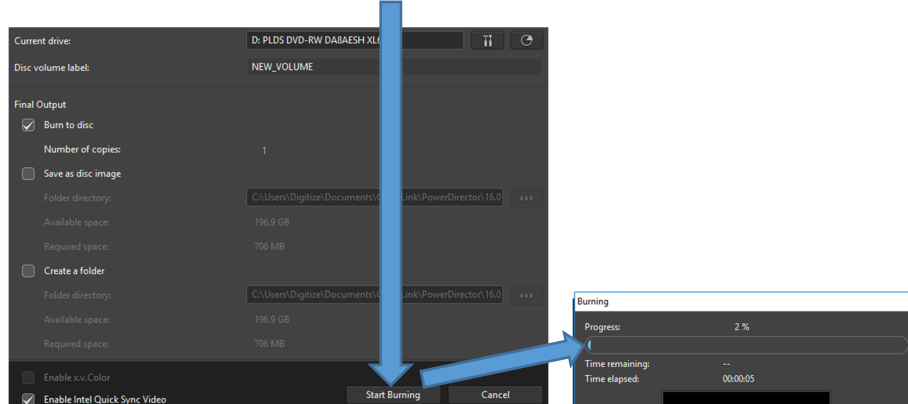 Current drive: D: PLDS DVD-RW DA8AESH XL6
Disc volume label: NEW_VOLUME
Final Output
Burn to disc
Number of copies: 1
Save as disc image
Folder directory: C:\Users\Digitize\Documents\ Link\PowerDirector\16.0
Available space: 196.9 GB
Required space: 706 MB
Create a folder
Folder directory: C:\Users\Digitize\Documents\ Link\PowerDirector\16.0
Available space: 196.9 GB
Required space: 706 MB
Enable x.v.Color
Enable Intel Quick Sync Video
Start Burning Cancel
Burning
Progress: 2 %
Time remaining: --
Time elapsed: 00:00:05